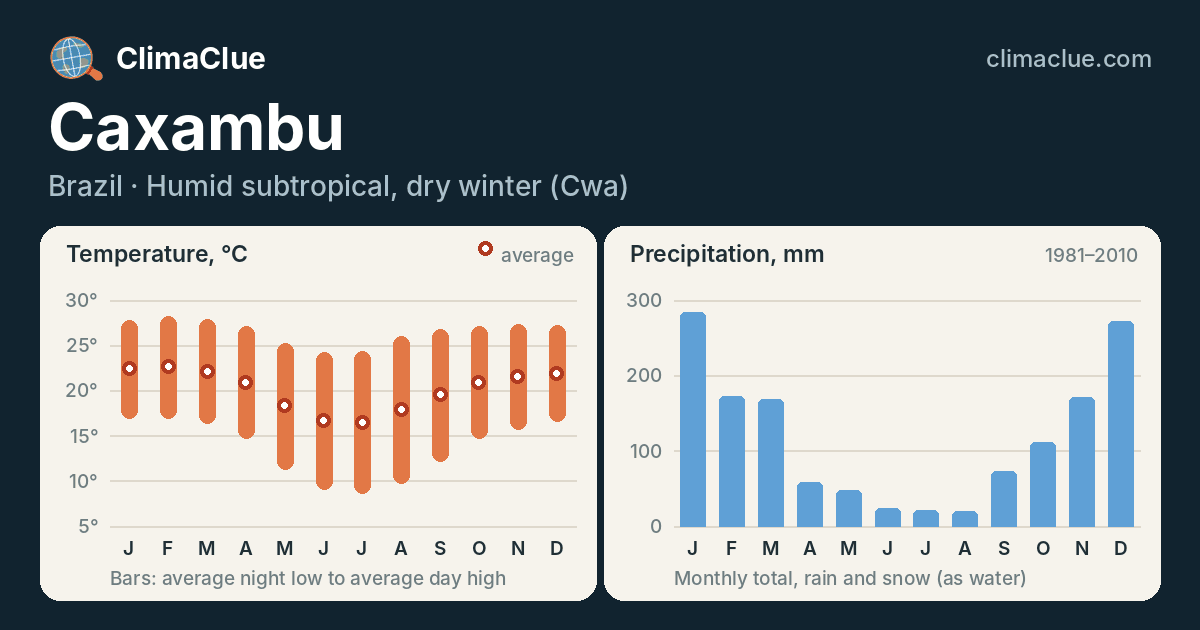 ClimaClue
climaclue.com
Caxambu
Brazil · Humid subtropical, dry winter (Cwa)
Temperature, °C
average
30°
25°
20°
15°
10°
5°
J F M A M J J A S O N D
Bars: average night low to average day high
Precipitation, mm
1981–2010
300
200
100
0
J F M A M J J A S O N D
Monthly total, rain and snow (as water)